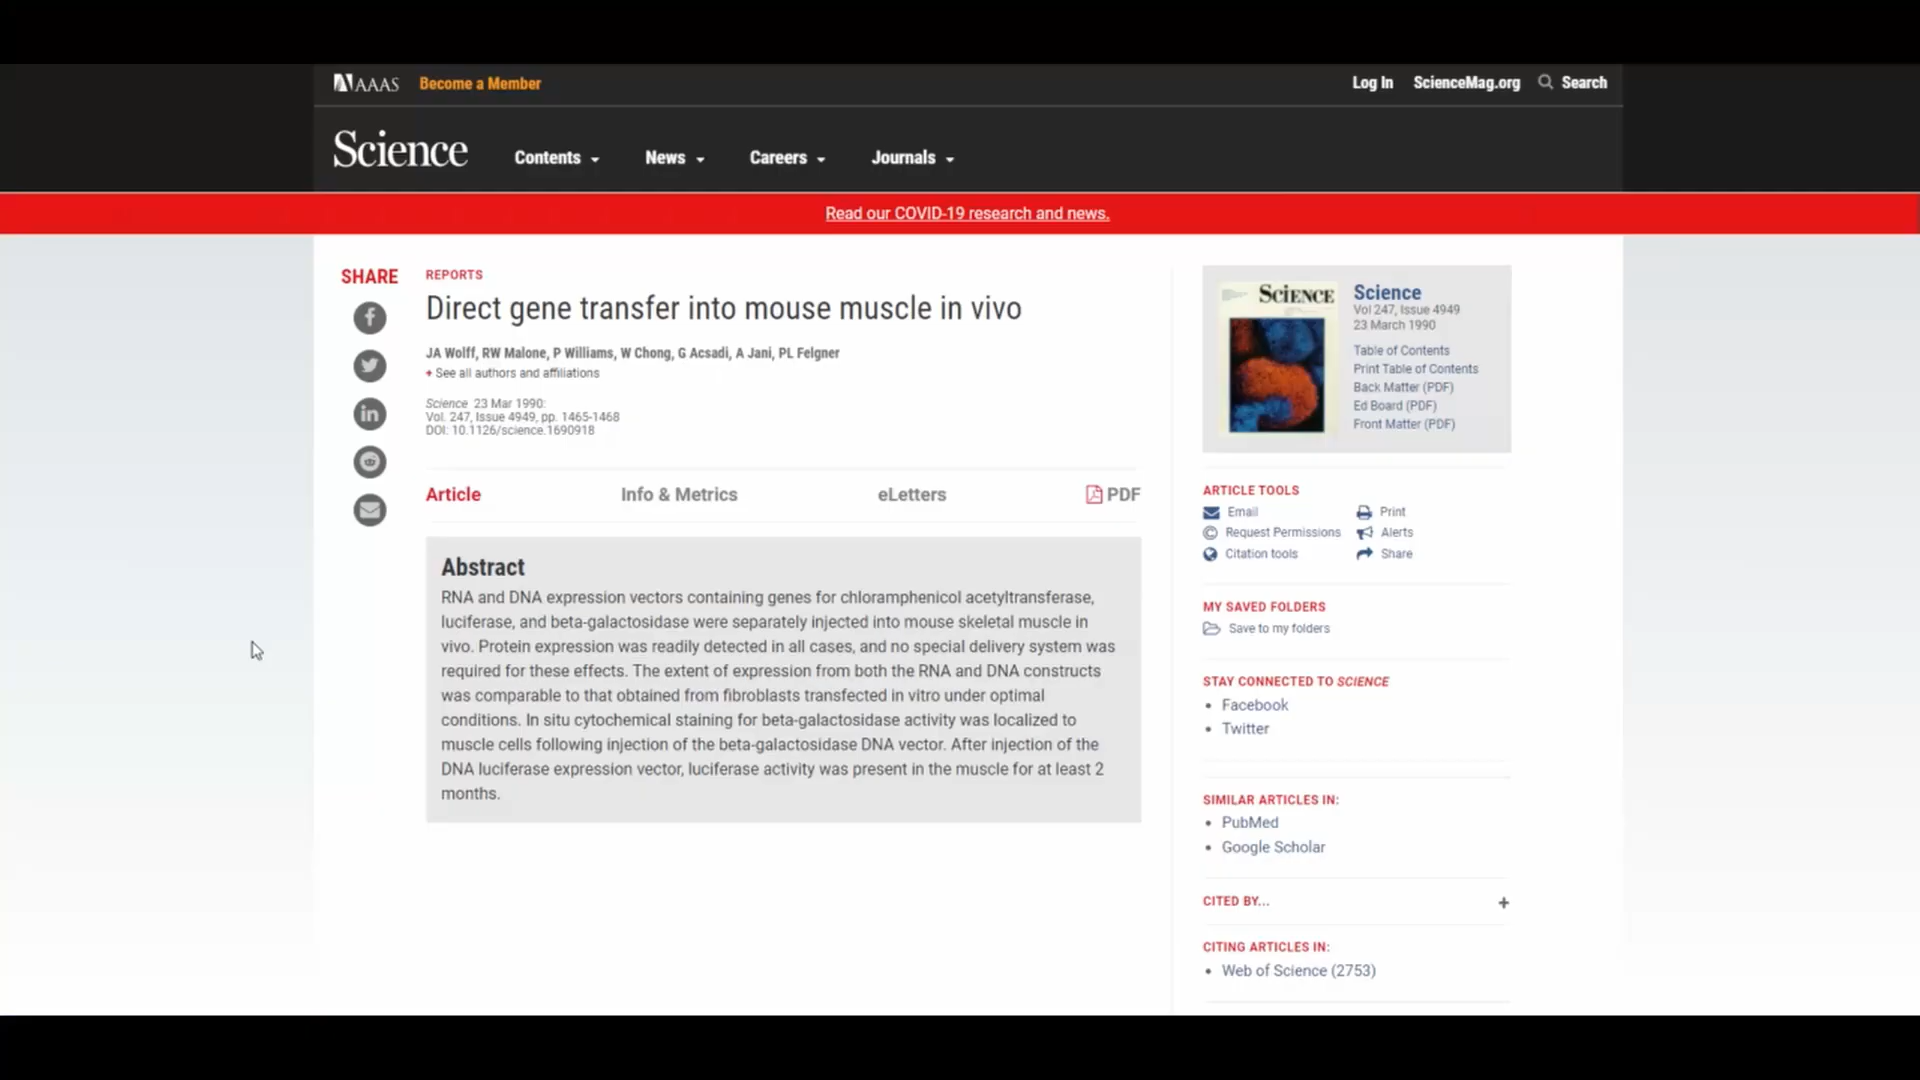 AAAS Become a Member Log In ScienceMag.org Search
Science Contents News Careers Journals
Read our COVID-19 research and news.
SHARE
REPORTS
Direct gene transfer into mouse muscle in vivo
JA Wolff, RW Malone, P Williams, W Chong, G Acsadi, A Jani, PL Felgner
+ See all authors and affiliations
Science 23 Mar 1990:
Vol. 247, Issue 4949, pp. 1465-1468
DOI: 10.1126/science.1690918
Article Info & Metrics eLetters PDF
Abstract
RNA and DNA expression vectors containing genes for chloramphenicol acetyltransferase,
luciferase, and beta-galactosidase were separately injected into mouse skeletal muscle in
vivo. Protein expression was readily detected in all cases, and no special delivery system was
required for these effects. The extent of expression from both the RNA and DNA constructs
was comparable to that obtained from fibroblasts transfected in vitro under optimal
conditions. In situ cytochemical staining for beta-galactosidase activity was localized to
muscle cells following injection of the beta-galactosidase DNA vector. After injection of the
DNA luciferase expression vector, luciferase activity was present in the muscle for at least 2
months.
SCIENCE
Science
Vol 247, Issue 4949
23 March 1990
Table of Contents
Print Table of Contents
Back Matter (PDF)
Ed Board (PDF)
Front Matter (PDF)
ARTICLE TOOLS
Email Print
Request Permissions Alerts
Citation tools Share
MY SAVED FOLDERS
Save to my folders
STAY CONNECTED TO SCIENCE
• Facebook
• Twitter
SIMILAR ARTICLES IN:
• PubMed
• Google Scholar
CITED BY... +
CITING ARTICLES IN:
• Web of Science (2753)